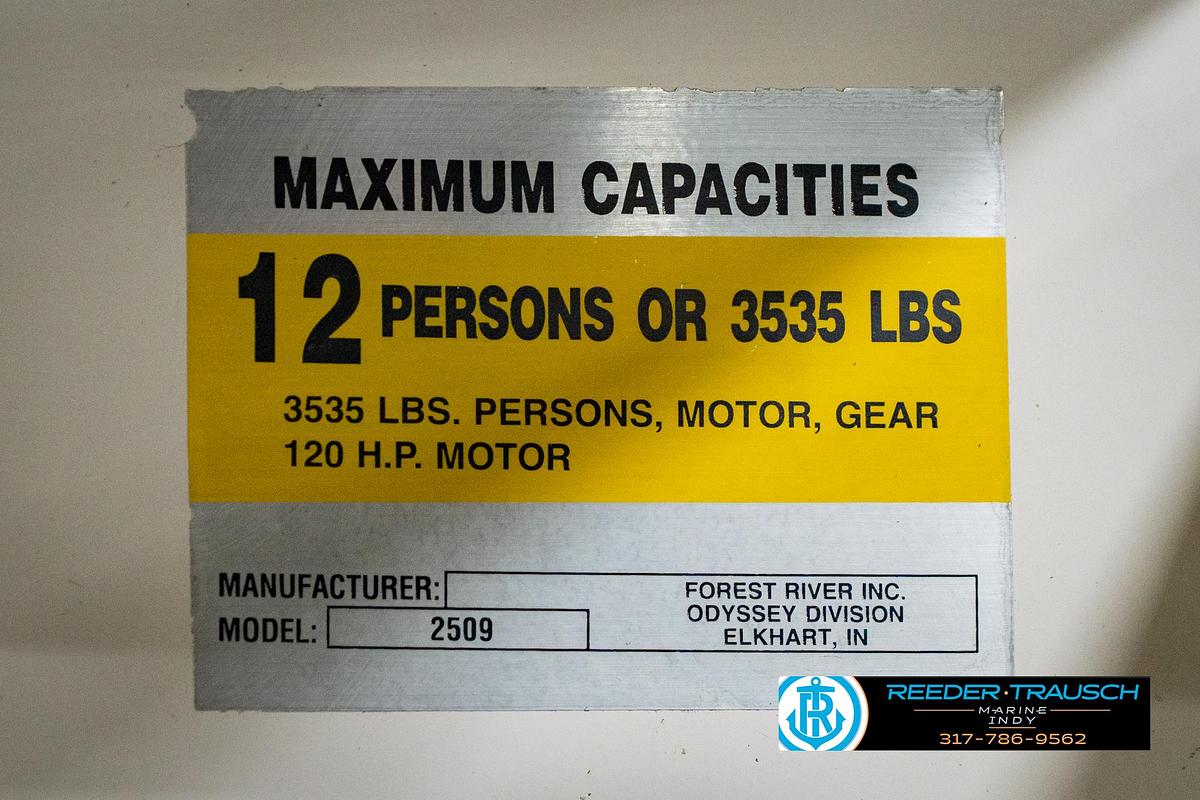 MAXIMUM CAPACITIES
12 PERSONS OR 3535 LBS
3535 LBS. PERSONS, MOTOR, GEAR
120 H.P. MOTOR
MANUFACTURER:
FOREST RIVER INC.
ODYSSEY DIVISION
ELKHART, IN
MODEL: 2509
REEDER·TRAUSCH
MARINE
INDY
317-786-9562